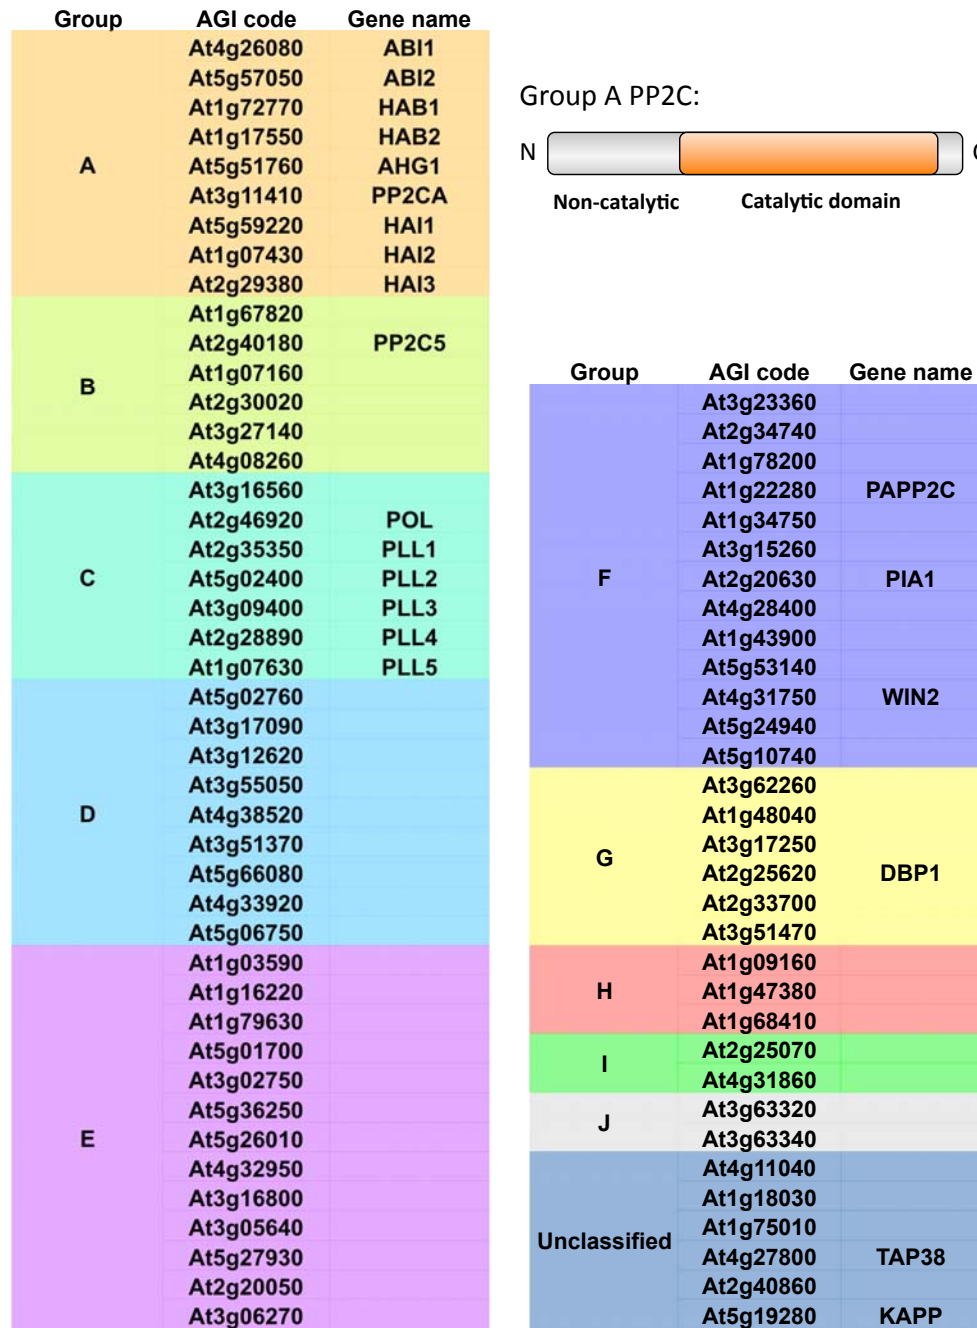 Group AGI code Gene name
At4g26080 ABI1
At5g57050 ABI2
At1g72770 HAB1
At1g17550 HAB2
A At5g51760 AHG1
At3g11410 PP2CA
At5g59220 HAI1
At1g07430 HAI2
At2g29380 HAI3
At1g67820
At2g40180 PP2C5
At1g07160
B
At2g30020
At3g27140
At4g08260
At3g16560
At2g46920 POL
At2g35350 PLL1
C At5g02400 PLL2
At3g09400 PLL3
At2g28890 PLL4
At1g07630 PLL5
At5g02760
At3g17090
At3g12620
At3g55050
D At4g38520
At3g51370
At5g66080
At4g33920
At5g06750
At1g03590
At1g16220
At1g79630
At5g01700
At3g02750
At5g36250
E At5g26010
At4g32950
At3g16800
At3g05640
At5g27930
At2g20050
At3g06270
Group A PP2C:
N
Non-catalytic Catalytic domain
Group AGI code Gene name
At3g23360
At2g34740
At1g78200
At1g22280 PAPP2C
At1g34750
At3g15260
F At2g20630 PIA1
At4g28400
At1g43900
At5g53140
At4g31750 WIN2
At5g24940
At5g10740
At3g62260
At1g48040
At3g17250
G
At2g25620 DBP1
At2g33700
At3g51470
At1g09160
H At1g47380
At1g68410
At2g25070
I
At4g31860
At3g63320
J
At3g63340
At4g11040
At1g18030
At1g75010
Unclassified
At4g27800 TAP38
At2g40860
At5g19280 KAPP